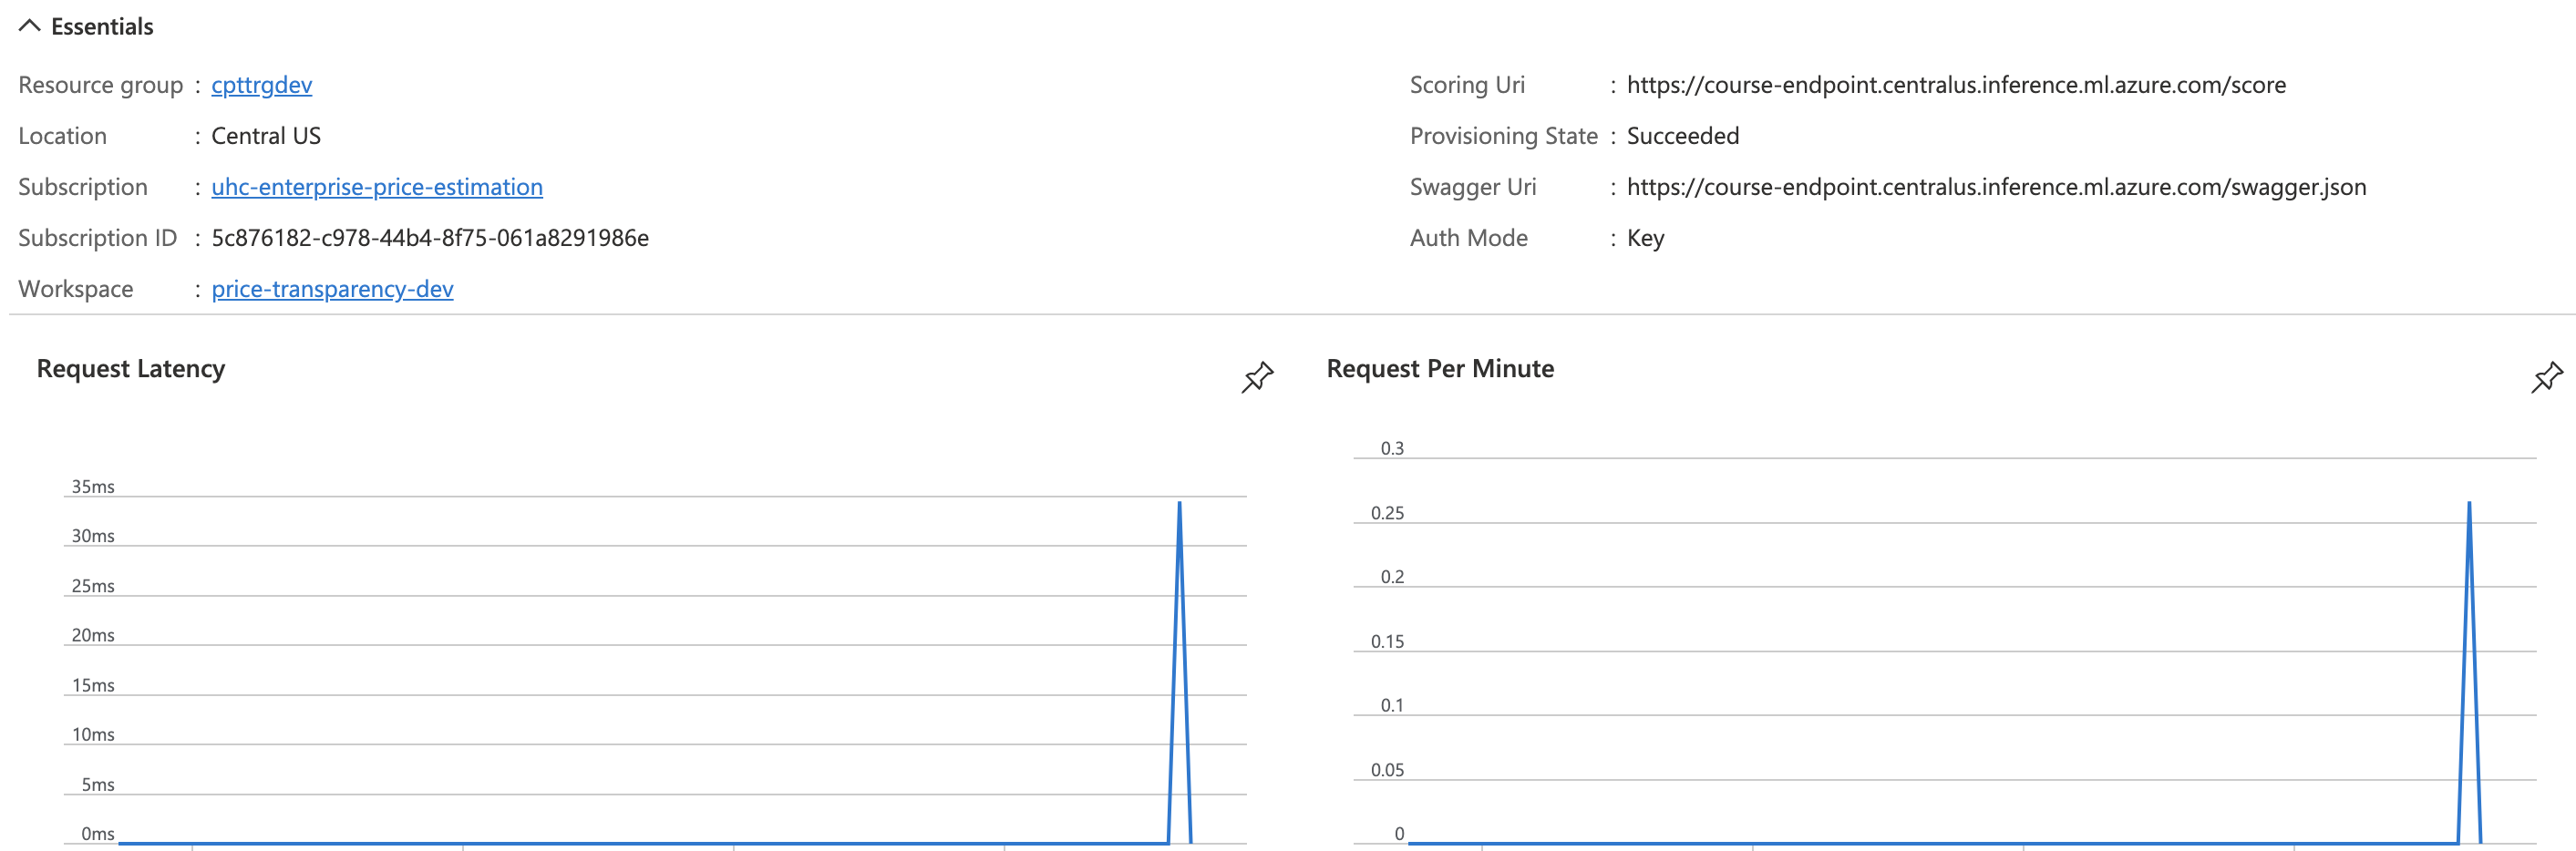 Essentials
Resource group : cpttrgdev
Location : Central US
Subscription : uhc-enterprise-price-estimation
Subscription ID : 5c876182-c978-44b4-8f75-061a8291986e
Workspace : price-transparency-dev
Scoring Uri : https://course-endpoint.centralus.inference.ml.azure.com/score
Provisioning State : Succeeded
Swagger Uri : https://course-endpoint.centralus.inference.ml.azure.com/swagger.json
Auth Mode : Key
Request Latency
35ms
30ms
25ms
20ms
15ms
10ms
5ms
0ms
Request Per Minute
0.3
0.25
0.2
0.15
0.1
0.05
0